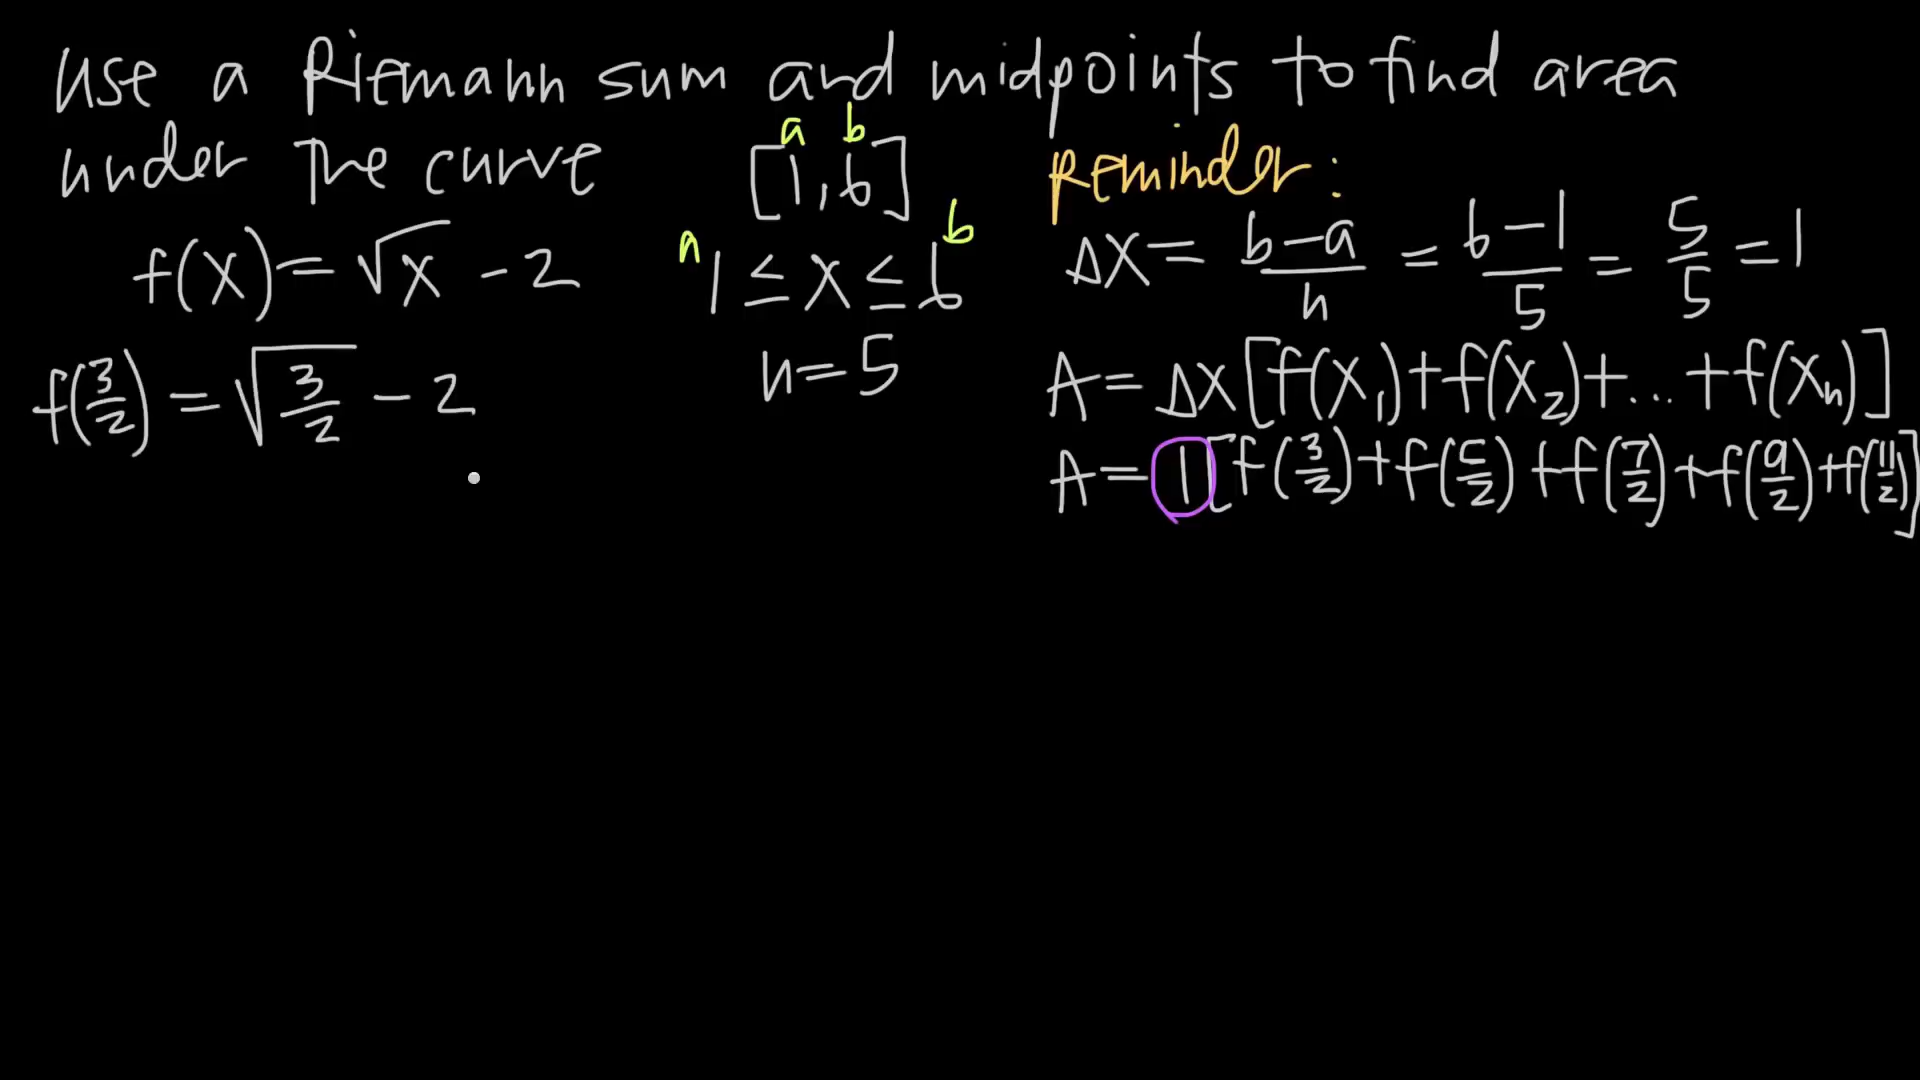 use a Riemann sum and midpoints to find area
under the curve
a b
[1,6]
f(x)=√x -2
a 1≤x≤6 b
n=5
f(3/2)=√(3/2) -2
Reminder:
Δx= (b-a)/n = (6-1)/5 = 5/5 =1
A= Δx[f(x₁)+f(x₂)+...+f(xₙ)]
A= 1[f(3/2)+f(5/2)+f(7/2)+f(9/2)+f(11/2)]